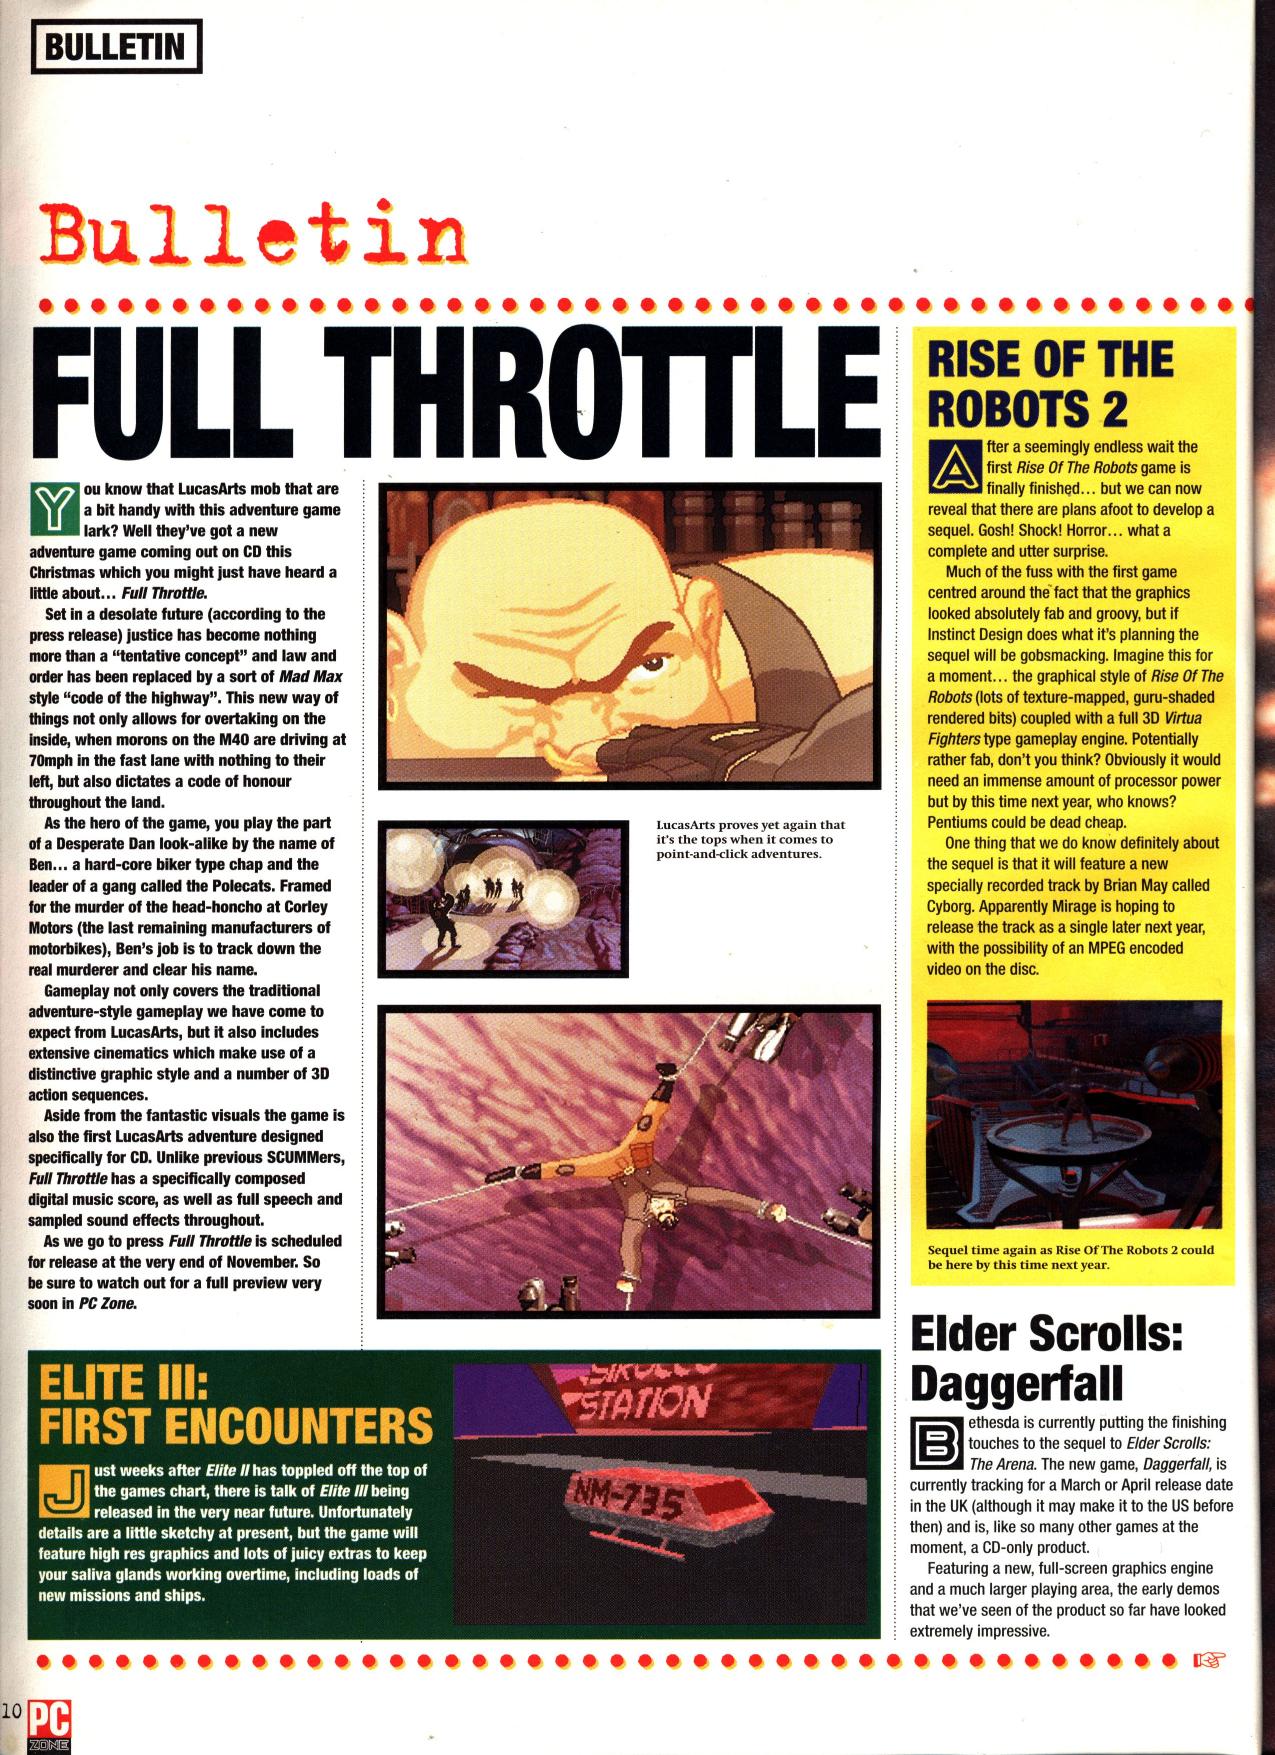 BULLETIN
Bulletin
FULL THROTTLE
You know that LucasArts mob that are
a bit handy with this adventure game
lark? Well they've got a new
adventure game coming out on CD this
Christmas which you might just have heard a
little about... Full Throttle.
Set in a desolate future (according to the
press release) justice has become nothing
more than a "tentative concept" and law and
order has been replaced by a sort of Mad Max
style "code of the highway". This new way of
things not only allows for overtaking on the
inside, when morons on the M40 are driving at
70mph in the fast lane with nothing to their
left, but also dictates a code of honour
throughout the land.
As the hero of the game, you play the part
of a Desperate Dan look-alike by the name of
Ben... a hard-core biker type chap and the
leader of a gang called the Polecats. Framed
for the murder of the head-honcho at Corley
Motors (the last remaining manufacturers of
motorbikes), Ben's job is to track down the
real murderer and clear his name.
Gameplay not only covers the traditional
adventure-style gameplay we have come to
expect from LucasArts, but it also includes
extensive cinematics which make use of a
distinctive graphic style and a number of 3D
action sequences.
Aside from the fantastic visuals the game is
also the first LucasArts adventure designed
specifically for CD. Unlike previous SCUMMers,
Full Throttle has a specifically composed
digital music score, as well as full speech and
sampled sound effects throughout.
As we go to press Full Throttle is scheduled
for release at the very end of November. So
be sure to watch out for a full preview very
soon in PC Zone.
LucasArts proves yet again that
it's the tops when it comes to
point-and-click adventures.
ELITE III:
FIRST ENCOUNTERS
Just weeks after Elite II has toppled off the top of
the games chart, there is talk of Elite III being
released in the very near future. Unfortunately
details are a little sketchy at present, but the game will
feature high res graphics and lots of juicy extras to keep
your saliva glands working overtime, including loads of
new missions and ships.
SIROCCO
STATION
NM-735
RISE OF THE
ROBOTS 2
After a seemingly endless wait the
first Rise Of The Robots game is
finally finished... but we can now
reveal that there are plans afoot to develop a
sequel. Gosh! Shock! Horror... what a
complete and utter surprise.
Much of the fuss with the first game
centred around the fact that the graphics
looked absolutely fab and groovy, but if
Instinct Design does what it's planning the
sequel will be gobsmacking. Imagine this for
a moment... the graphical style of Rise Of The
Robots (lots of texture-mapped, guru-shaded
rendered bits) coupled with a full 3D Virtua
Fighters type gameplay engine. Potentially
rather fab, don't you think? Obviously it would
need an immense amount of processor power
but by this time next year, who knows?
Pentiums could be dead cheap.
One thing that we do know definitely about
the sequel is that it will feature a new
specially recorded track by Brian May called
Cyborg. Apparently Mirage is hoping to
release the track as a single later next year,
with the possibility of an MPEG encoded
video on the disc.
Sequel time again as Rise Of The Robots 2 could
be here by this time next year.
Elder Scrolls:
Daggerfall
Bethesda is currently putting the finishing
touches to the sequel to Elder Scrolls:
The Arena. The new game, Daggerfall, is
currently tracking for a March or April release date
in the UK (although it may make it to the US before
then) and is, like so many other games at the
moment, a CD-only product.
Featuring a new, full-screen graphics engine
and a much larger playing area, the early demos
that we've seen of the product so far have looked
extremely impressive.
10
PC
ZONE